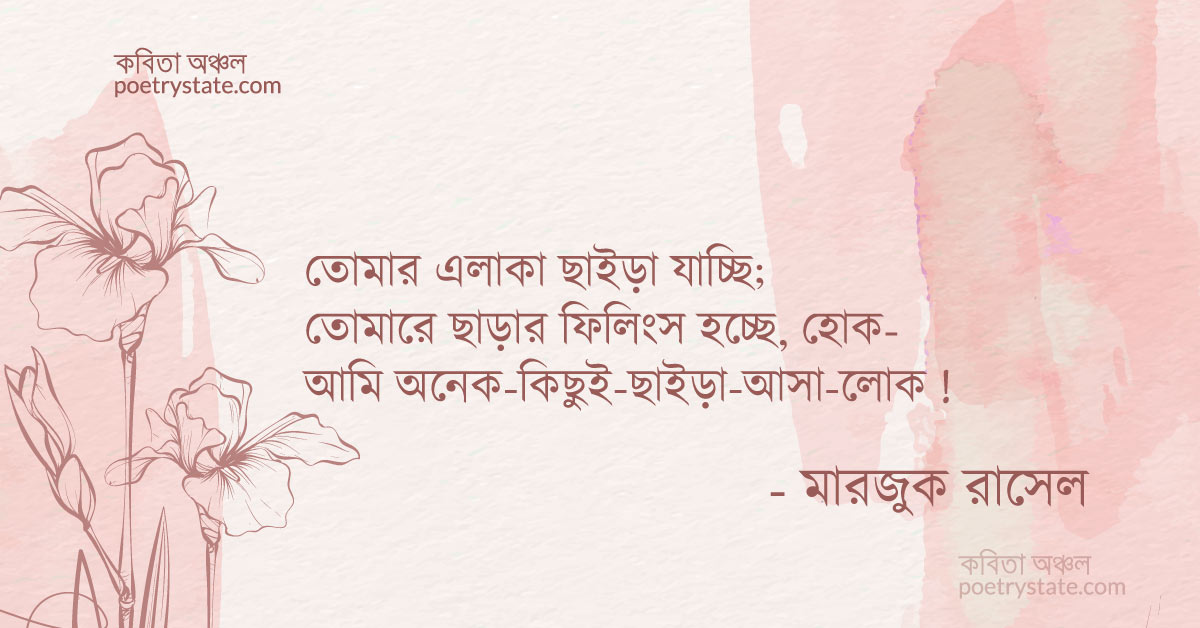 কবিতা অঞ্চল
poetrystate.com
তোমার এলাকা ছাইড়া যাচ্ছি;
তোমারে ছাড়ার ফিলিংস হচ্ছে, হোক-
আমি অনেক-কিছুই-ছাইড়া-আসা-লোক !
- মারজুক রাসেল
কবিতা অঞ্চল
poetrystate.com